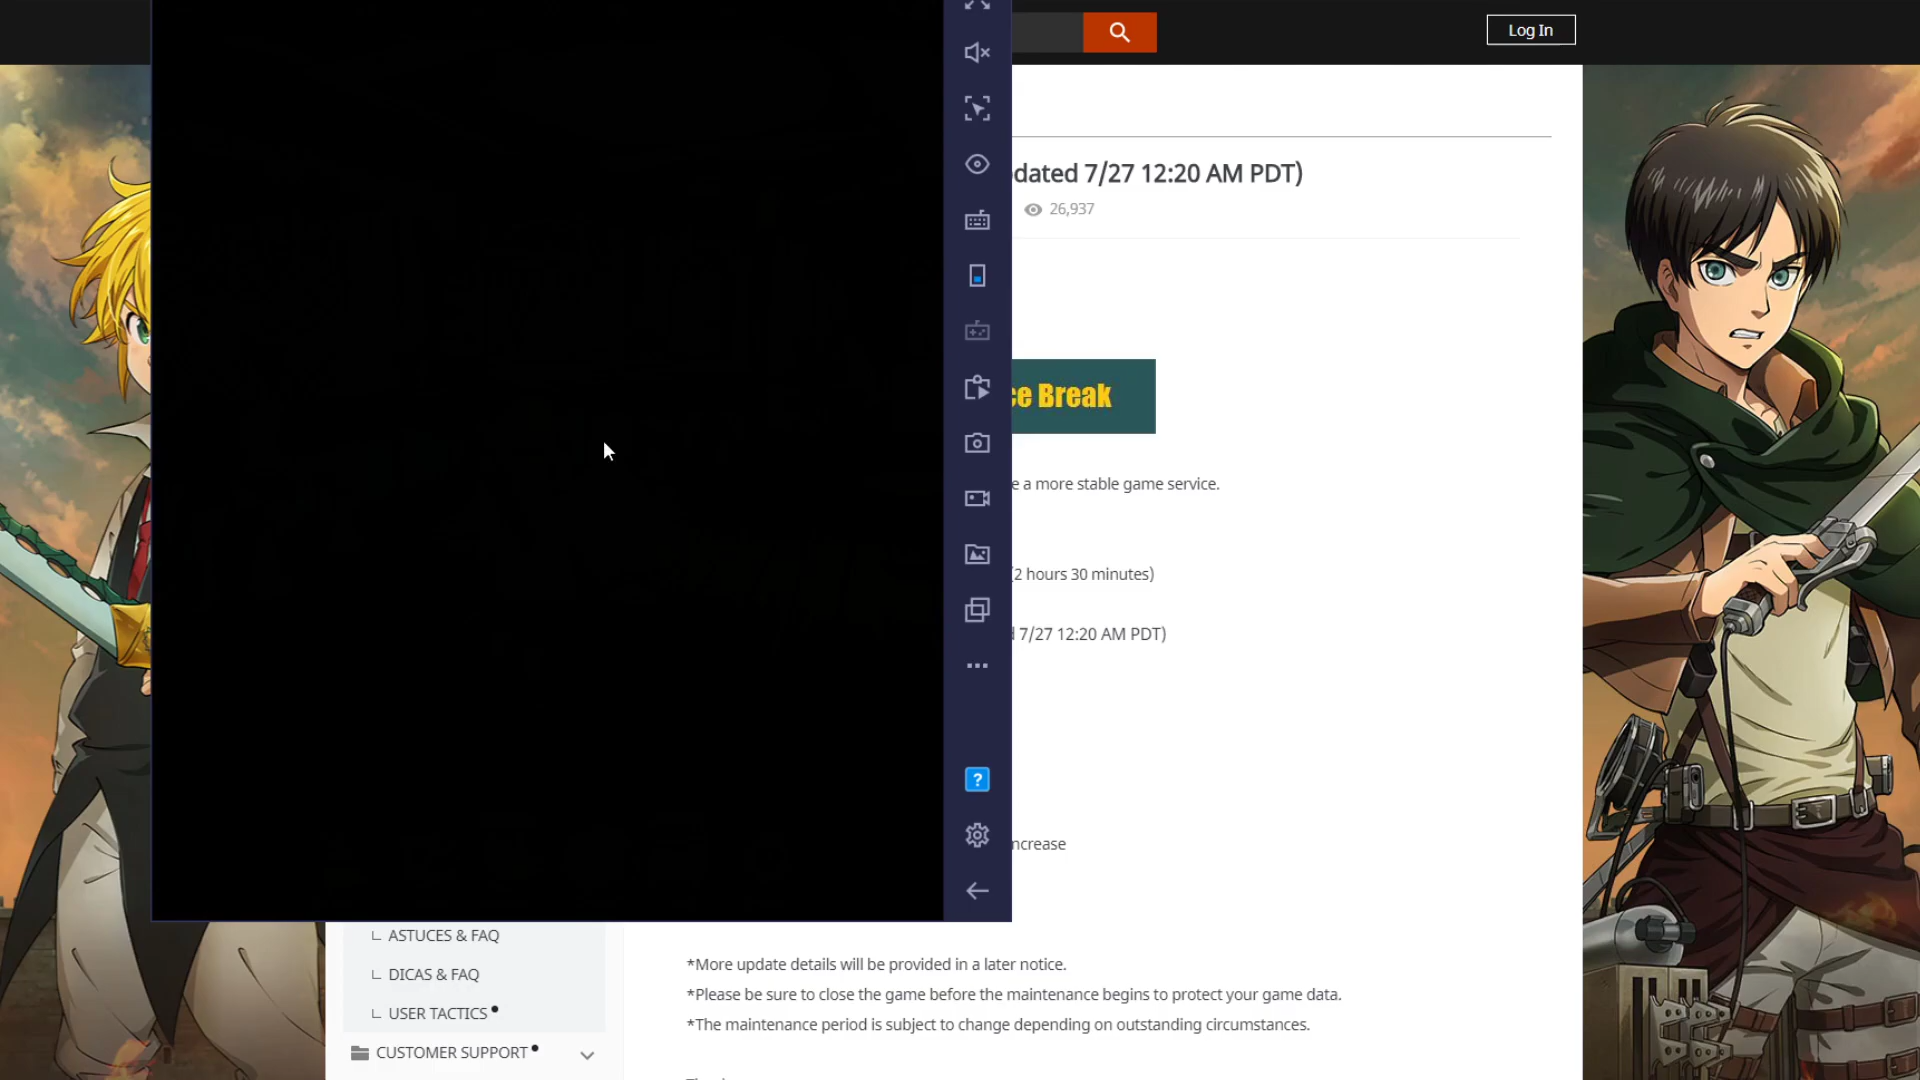 Log In
dated 7/27 12:20 AM PDT)
26,937
ce Break
e a more stable game service.
(2 hours 30 minutes)
7/27 12:20 AM PDT)
ncrease
?
ASTUCES & FAQ
DICAS & FAQ
USER TACTICS
CUSTOMER SUPPORT
*More update details will be provided in a later notice.
*Please be sure to close the game before the maintenance begins to protect your game data.
*The maintenance period is subject to change depending on outstanding circumstances.